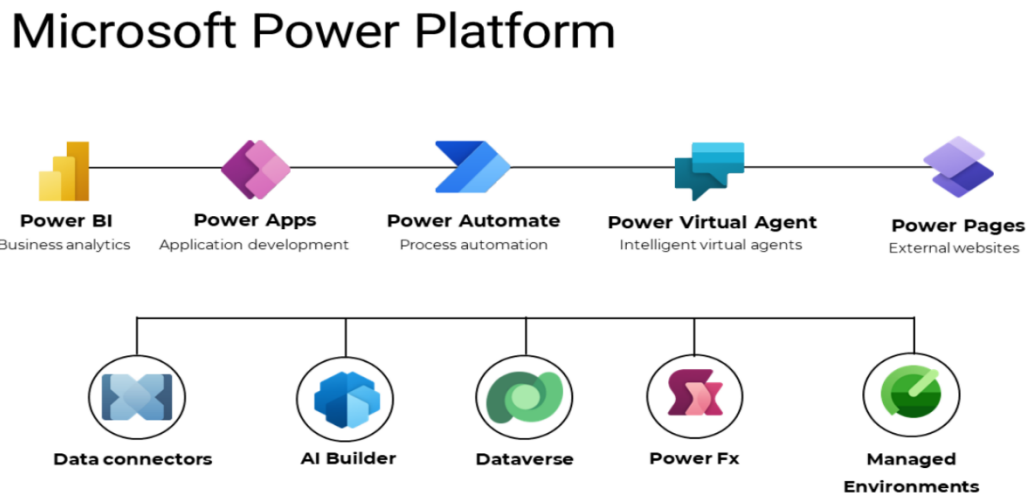 Microsoft Power Platform
Power BI
Business analytics
Power Apps
Application development
Power Automate
Process automation
Power Virtual Agent
Intelligent virtual agents
Power Pages
External websites
Data connectors
AI Builder
Dataverse
Power Fx
Managed
Environments